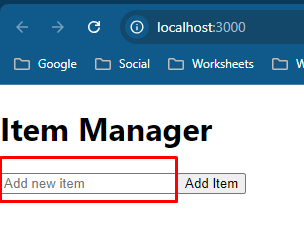 localhost:3000
Google Social Worksheets
Item Manager
Add new item Add Item